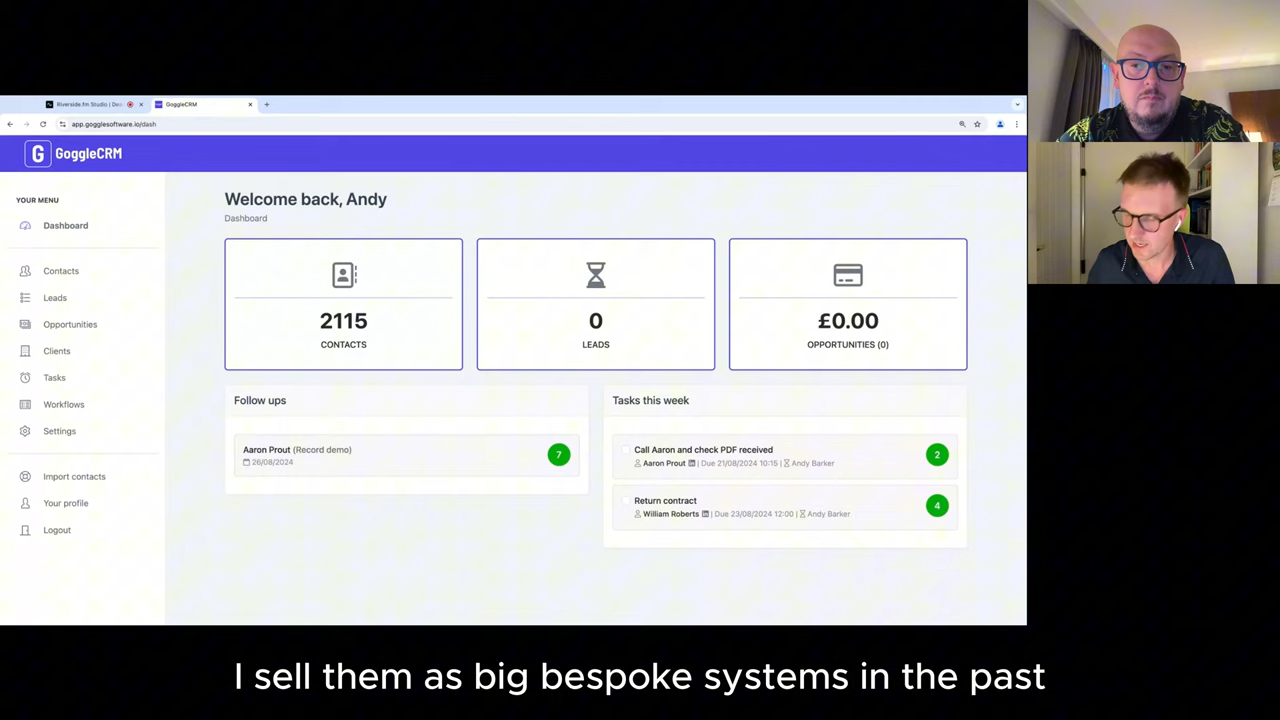 Riverside.fm Studio | Dea
GoggleCRM
app.gogglesoftware.io/dash
G GoggleCRM
YOUR MENU
Dashboard
Contacts
Leads
Opportunities
Clients
Tasks
Workflows
Settings
Import contacts
Your profile
Logout
Welcome back, Andy
Dashboard
2115
CONTACTS
0
LEADS
£0.00
OPPORTUNITIES (0)
Follow ups
Aaron Prout (Record demo)
26/08/2024
7
Tasks this week
Call Aaron and check PDF received
Aaron Prout | Due 21/08/2024 10:15 | Andy Barker
2
Return contract
William Roberts | Due 23/08/2024 12:00 | Andy Barker
4
I sell them as big bespoke systems in the past